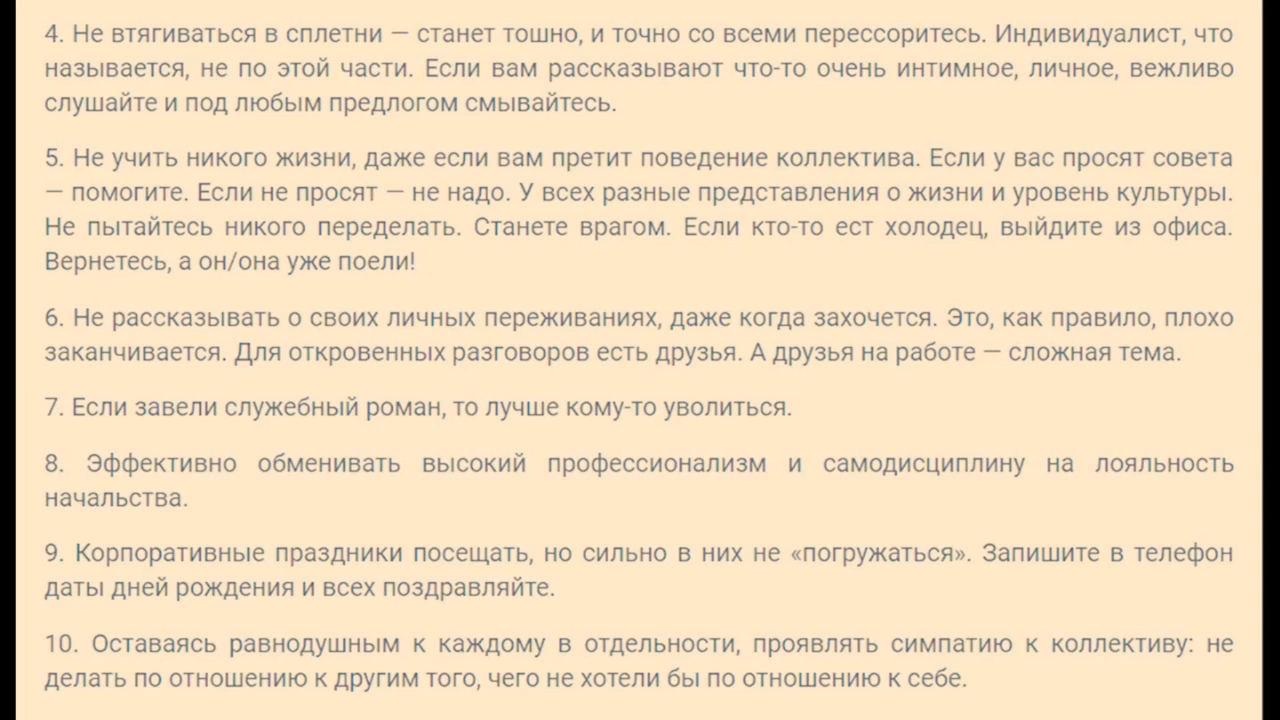 4. Не втягиваться в сплетни — станет тошно, и точно со всеми перессоритесь. Индивидуалист, что
называется, не по этой части. Если вам рассказывают что-то очень интимное, личное, вежливо
слушайте и под любым предлогом смывайтесь.
5. Не учить никого жизни, даже если вам претит поведение коллектива. Если у вас просят совета
— помогите. Если не просят — не надо. У всех разные представления о жизни и уровень культуры.
Не пытайтесь никого переделать. Станете врагом. Если кто-то ест холодец, выйдите из офиса.
Вернетесь, а он/она уже поели!
6. Не рассказывать о своих личных переживаниях, даже когда захочется. Это, как правило, плохо
заканчивается. Для откровенных разговоров есть друзья. А друзья на работе — сложная тема.
7. Если завели служебный роман, то лучше кому-то уволиться.
8. Эффективно обменивать высокий профессионализм и самодисциплину на лояльность
начальства.
9. Корпоративные праздники посещать, но сильно в них не «погружаться». Запишите в телефон
даты дней рождения и всех поздравляйте.
10. Оставаясь равнодушным к каждому в отдельности, проявлять симпатию к коллективу: не
делать по отношению к другим того, чего не хотели бы по отношению к себе.